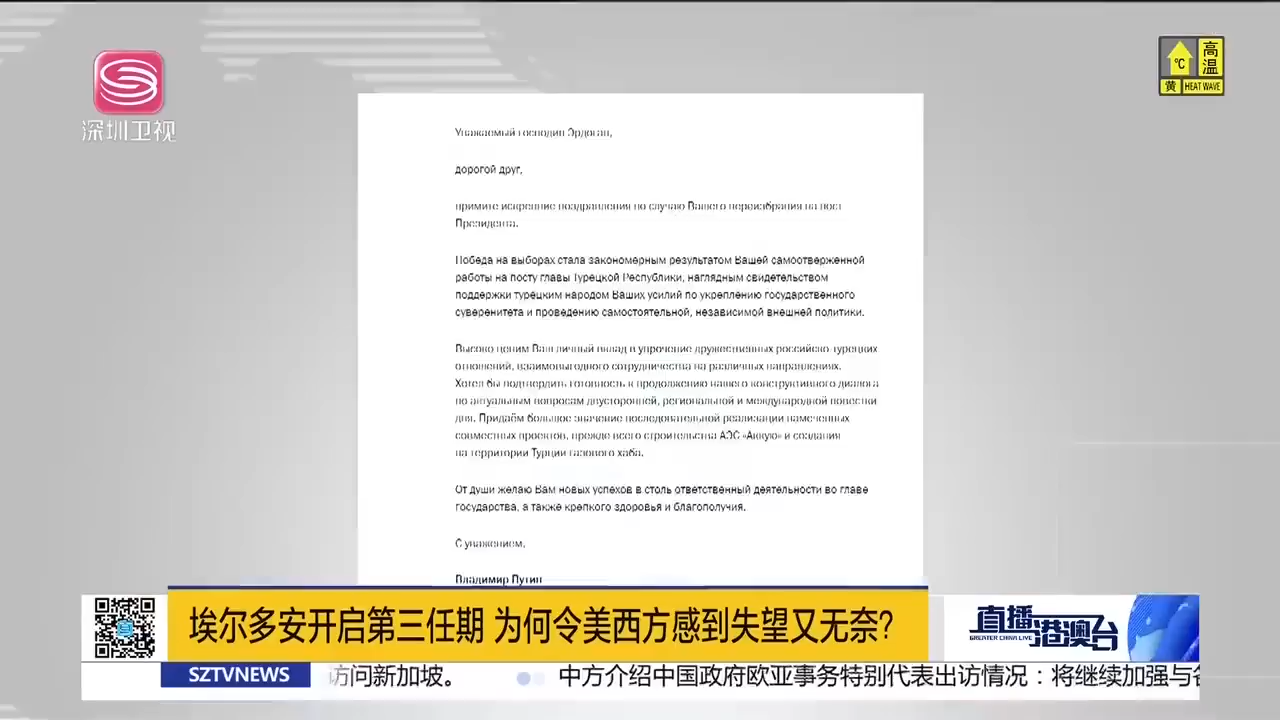 深圳卫视
高温
℃
黄 HEAT WAVE
Уважаемый господин Эрдоган,
дорогой друг,
примите искренние поздравления по случаю Вашего переизбрания на пост
Президента.
Победа на выборах стала закономерным результатом Вашей самоотверженной
работы на посту главы Турецкой Республики, наглядным свидетельством
поддержки турецким народом Ваших усилий по укреплению государственного
суверенитета и проведению самостоятельной, независимой внешней политики.
Высоко ценим Ваш личный вклад в упрочение дружественных российско-турецких
отношений, взаимовыгодного сотрудничества на различных направлениях.
Хотел бы подтвердить готовность к продолжению нашего конструктивного диалога
по актуальным вопросам двусторонней, региональной и международной повестки
дня. Придаём большое значение последовательной реализации намеченных
совместных проектов, прежде всего строительства АЭС «Аккую» и создания
на территории Турции газового хаба.
От души желаю Вам новых успехов в столь ответственный деятельности во главе
государства, а также крепкого здоровья и благополучия.
С уважением,
Владимир Путин
埃尔多安开启第三任期 为何令美西方感到失望又无奈?
直播港澳台
GREATER CHINA LIVE
SZTVNEWS
访问新加坡。 中方介绍中国政府欧亚事务特别代表出访情况：将继续加强与